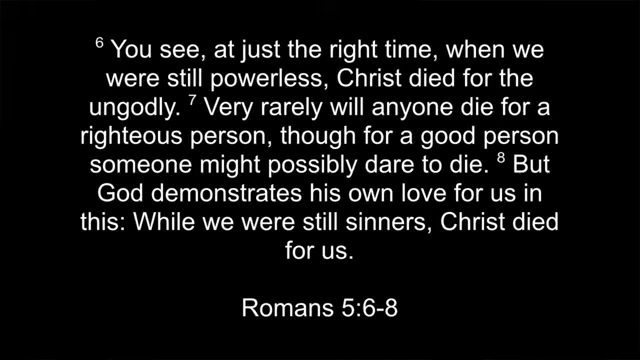 ⁶ You see, at just the right time, when we
were still powerless, Christ died for the
ungodly. ⁷ Very rarely will anyone die for a
righteous person, though for a good person
someone might possibly dare to die. ⁸ But
God demonstrates his own love for us in
this: While we were still sinners, Christ died
for us.
Romans 5:6-8